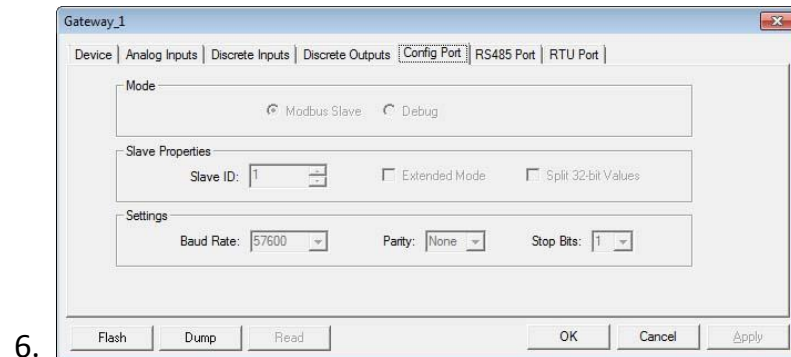 Gateway_1
Device Analog Inputs Discrete Inputs Discrete Outputs Config Port RS485 Port RTU Port
Mode
Modbus Slave Debug
Slave Properties
Slave ID: 1 Extended Mode Split 32-bit Values
Settings
Baud Rate: 57600 Parity: None Stop Bits: 1
6. Flash Dump Read OK Cancel Apply